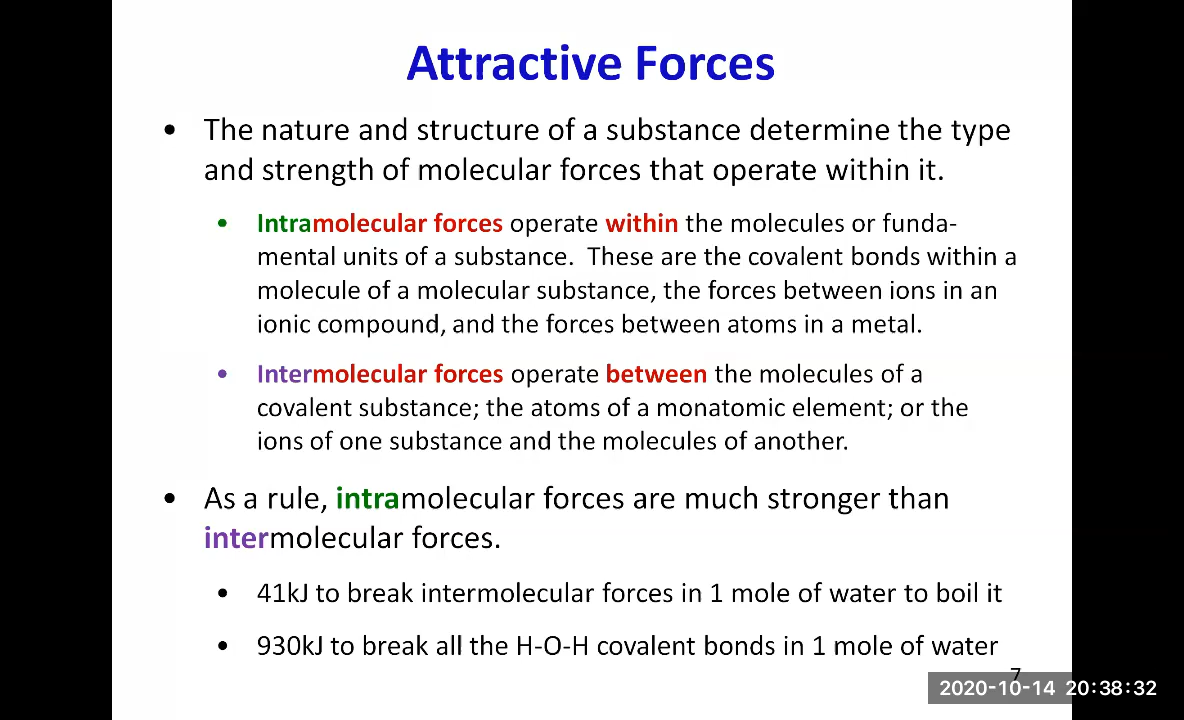 Attractive Forces
• The nature and structure of a substance determine the type
and strength of molecular forces that operate within it.
• Intramolecular forces operate within the molecules or funda-
mental units of a substance.  These are the covalent bonds within a
molecule of a molecular substance, the forces between ions in an
ionic compound, and the forces between atoms in a metal.
• Intermolecular forces operate between the molecules of a
covalent substance; the atoms of a monatomic element; or the
ions of one substance and the molecules of another.
• As a rule, intramolecular forces are much stronger than
intermolecular forces.
• 41kJ to break intermolecular forces in 1 mole of water to boil it
• 930kJ to break all the H-O-H covalent bonds in 1 mole of water
7
2020-10-14 20:38:32